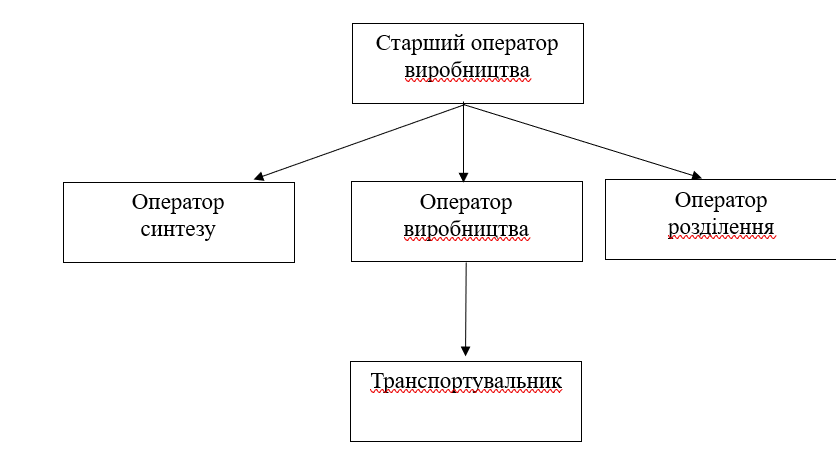 Старший оператор
виробництва
Оператор
синтезу
Оператор
виробництва
Оператор
розділення
Транспортувальник